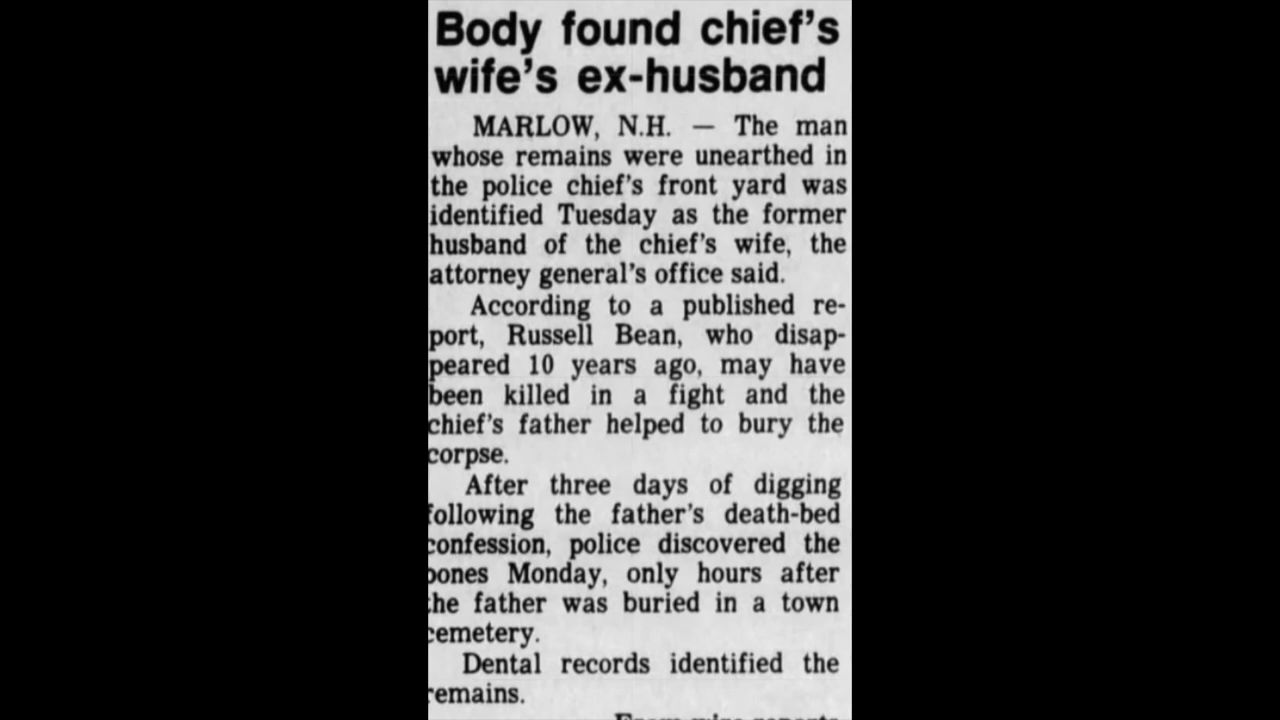 Body found chief's
wife's ex-husband
MARLOW, N.H. — The man
whose remains were unearthed in
the police chief's front yard was
identified Tuesday as the former
husband of the chief's wife, the
attorney general's office said.
According to a published re-
port, Russell Bean, who disap-
peared 10 years ago, may have
been killed in a fight and the
chief's father helped to bury the
corpse.
After three days of digging
following the father's death-bed
confession, police discovered the
bones Monday, only hours after
the father was buried in a town
cemetery.
Dental records identified the
remains.
From wire reports